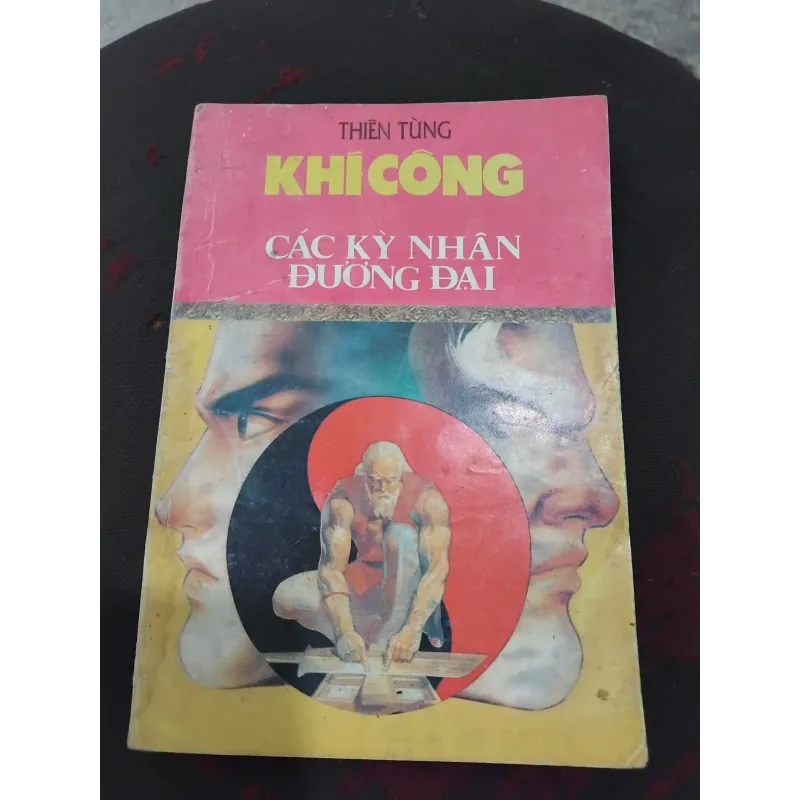 THIÊN TÙNG
KHÍ CÔNG
CÁC KỲ NHÂN
ĐƯƠNG ĐẠI